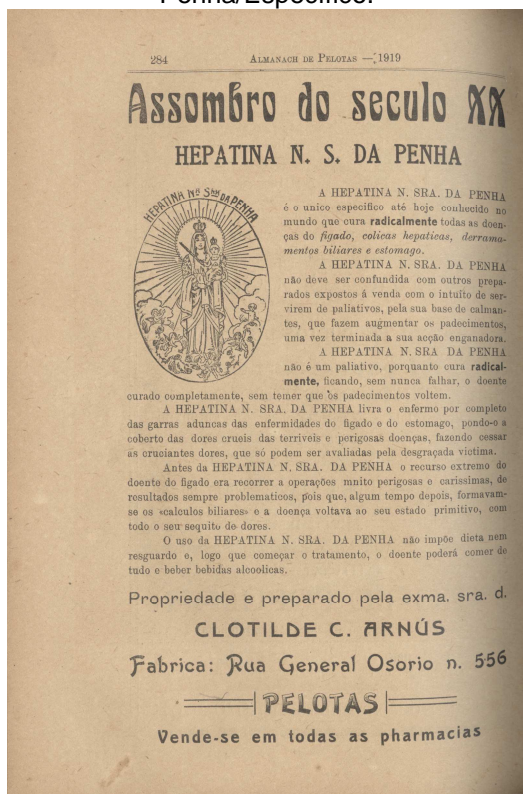 Penha/Específico.
284 ALMANACH DE PELOTAS — 1919
Assombro do seculo XX
HEPATINA N. S. DA PENHA
HEPATINA Nª Sra DA PENHA
A HEPATINA N. SRA. DA PENHA
é o unico especifico até hoje conhecido no
mundo que cura radicalmente todas as doen-
ças do figado, colicas hepaticas, derrama-
mentos biliares e estomago.
A HEPATINA N. SRA. DA PENHA
não deve ser confundida com outros prepa-
rados expostos á venda com o intuito de ser-
virem de paliativos, pela sua base de calman-
tes, que fazem augmentar os padecimentos,
uma vez terminada a sua acção enganadora.
A HEPATINA N. SRA DA PENHA
não é um paliativo, porquanto cura radical-
mente, ficando, sem nunca falhar, o doente
curado completamente, sem temer que os padecimentos voltem.
A HEPATINA N. SRA. DA PENHA livra o enfermo por completo
das garras aduncas das enfermidades do figado e do estomago, pondo-o a
coberto das dores crueis das terriveis e perigosas doenças, fazendo cessar
as cruciantes dores, que só podem ser avaliadas pela desgraçada victima.
Antes da HEPATINA N. SRA. DA PENHA o recurso extremo do
doente do figado era recorrer a operações mnito perigosas e carissimas, de
resultados sempre problematicos, pois que, algum tempo depois, formavam-
se os «calculos biliares» e a doença voltava ao seu estado primitivo, com
todo o seu sequito de dores.
O uso da HEPATINA N. SRA. DA PENHA não impõe dieta nem
resguardo e, logo que começar o tratamento, o doente poderá comer de
tudo e beber bebidas alcoolicas.
Propriedade e preparado pela exma. sra. d.
CLOTILDE C. ARNÚS
Fabrica: Rua General Osorio n. 556
PELOTAS
Vende-se em todas as pharmacias